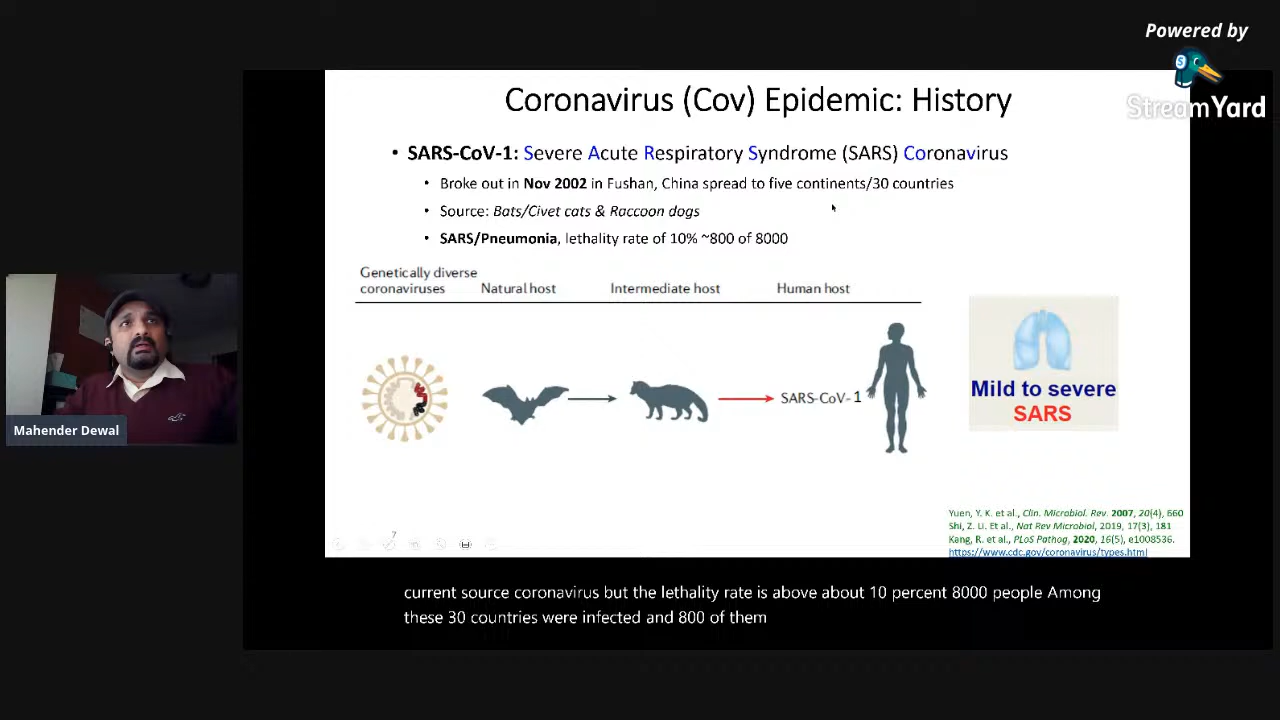 Powered by
StreamYard
Coronavirus (Cov) Epidemic: History
• SARS-CoV-1: Severe Acute Respiratory Syndrome (SARS) Coronavirus
• Broke out in Nov 2002 in Fushan, China spread to five continents/30 countries
• Source: Bats/Civet cats & Raccoon dogs
• SARS/Pneumonia, lethality rate of 10% ~800 of 8000
Genetically diverse
coronaviruses
Natural host
Intermediate host
Human host
SARS-CoV-1
Mild to severe
SARS
Mahender Dewal
Yuen, Y. K. et al., Clin. Microbiol. Rev. 2007, 20(4), 660
Shi, Z. Li. Et al., Nat Rev Microbiol, 2019, 17(3), 181
Kang, R. et al., PLoS Pathog, 2020, 16(5), e1008536.
https://www.cdc.gov/coronavirus/types.html
7
current source coronavirus but the lethality rate is above about 10 percent 8000 people Among
these 30 countries were infected and 800 of them